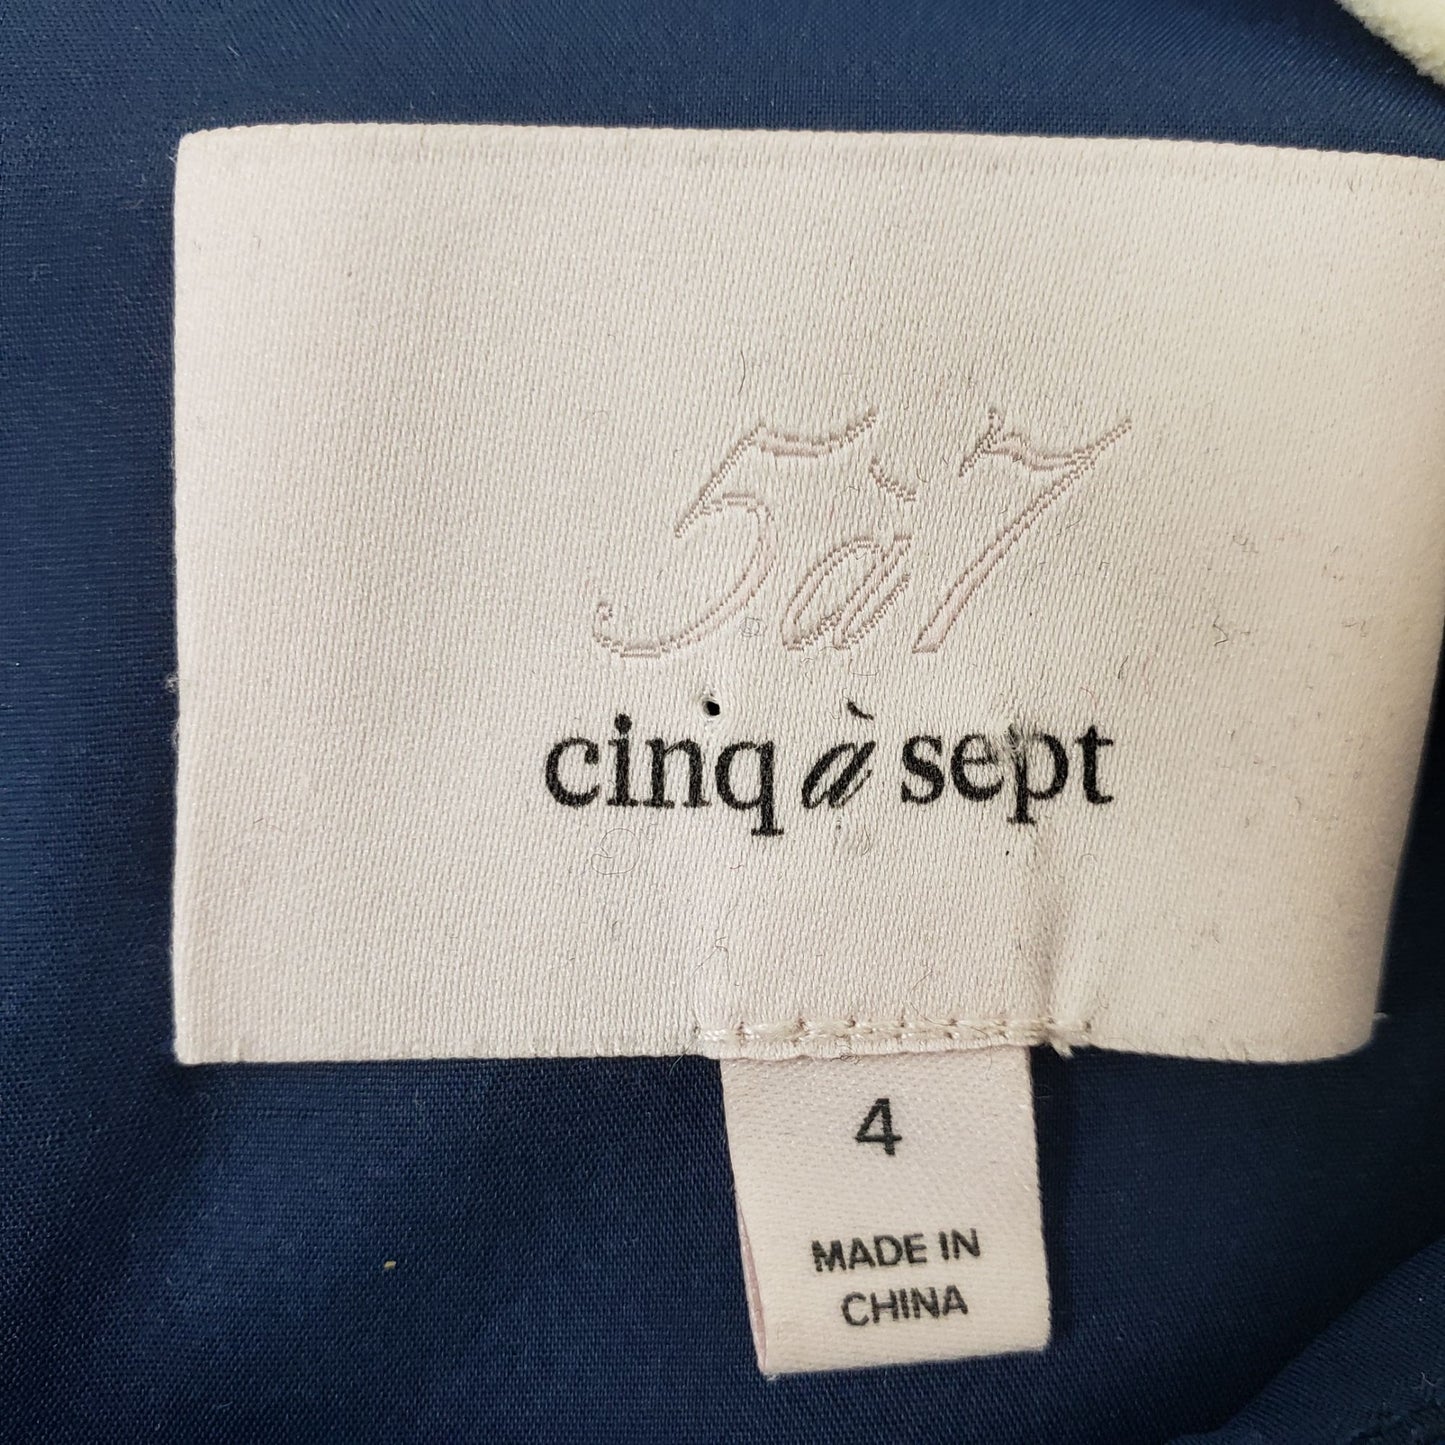 5à7
cinq à sept
4
MADE IN
CHINA